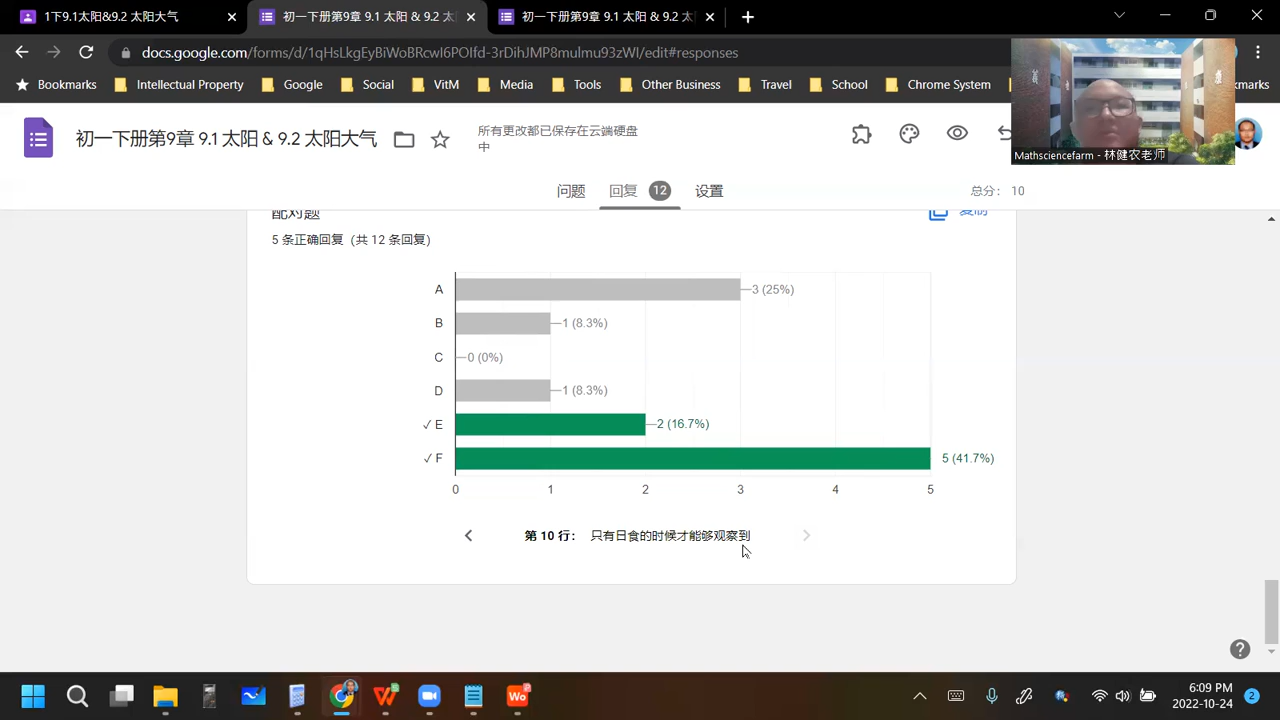 1下9.1太阳&9.2 太阳大气
初一下册第9章 9.1 太阳 & 9.2 太
初一下册第9章 9.1 太阳 & 9.2 太
docs.google.com/forms/d/
/edit#responses
Bookmarks
Intellectual Property
Google
Tools
Other Business
Travel
School
Chrome System
初一下册第9章 9.1 太阳 & 9.2 太阳大气
所有更改都已保存在云端硬盘
中
Mathsciencefarm - 林健农老师
问题
回复 12
设置
总分： 10
配对题
复制
5 条正确回复（共 12 条回复）
A 3 (25%)
B 1 (8.3%)
C 0 (0%)
D 1 (8.3%)
✓ E 2 (16.7%)
✓ F 5 (41.7%)
0 1 2 3 4 5
第 10 行： 只有日食的时候才能够观察到
6:09 PM
2022-10-24
2